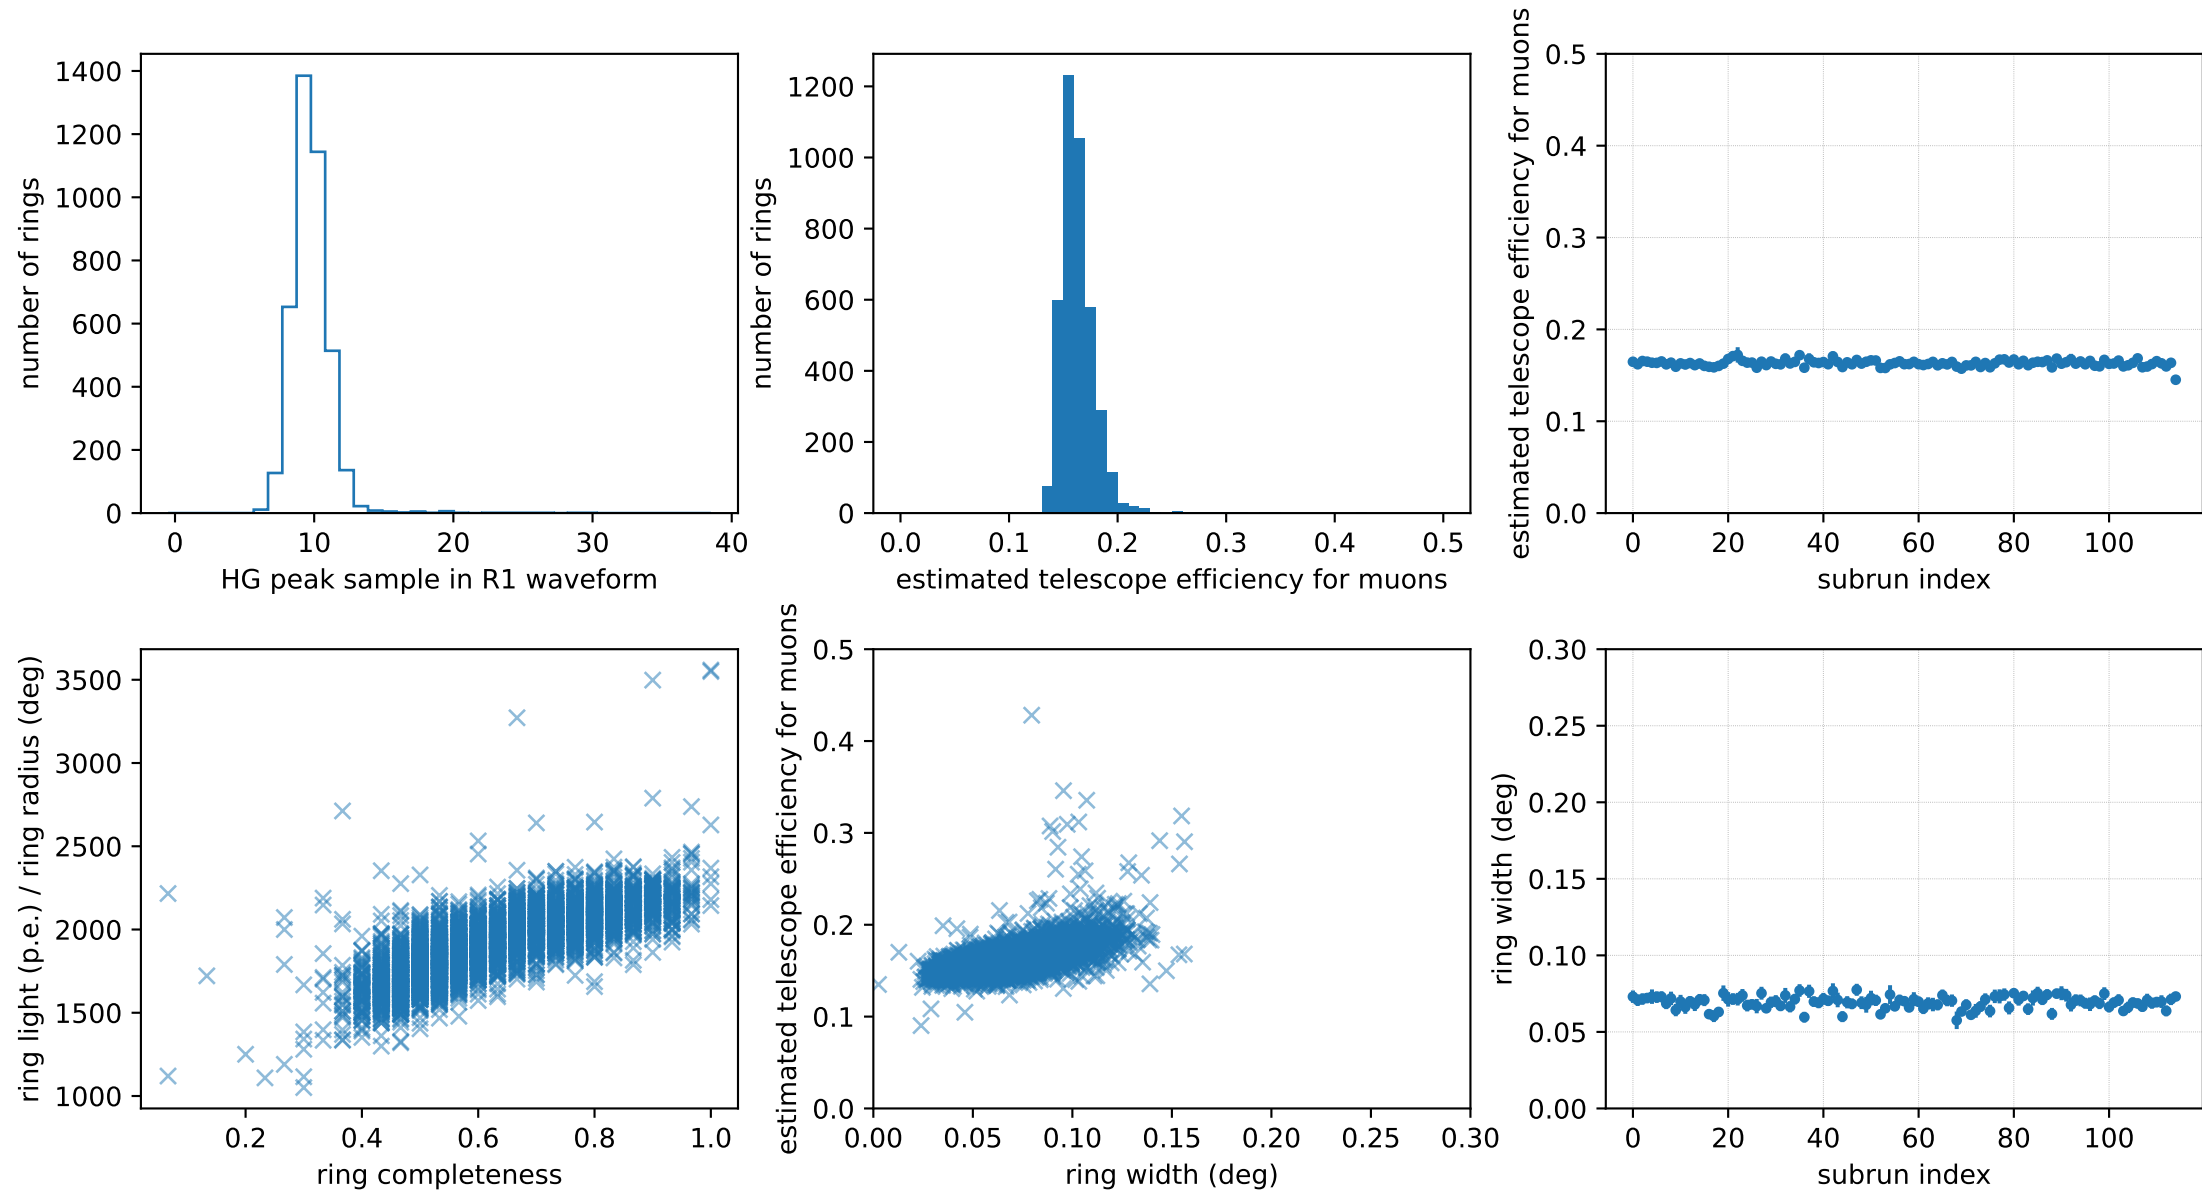 number of rings
1400
1200
1000
800
600
400
200
0
0 10 20 30 40
HG peak sample in R1 waveform
number of rings
1200
1000
800
600
400
200
0
0.0 0.1 0.2 0.3 0.4 0.5
estimated telescope efficiency for muons
estimated telescope efficiency for muons
0.5
0.4
0.3
0.2
0.1
0.0
0 20 40 60 80 100
subrun index
ring light (p.e.) / ring radius (deg)
3500
3000
2500
2000
1500
1000
0.2 0.4 0.6 0.8 1.0
ring completeness
estimated telescope efficiency for muons
0.5
0.4
0.3
0.2
0.1
0.0
0.00 0.05 0.10 0.15 0.20 0.25 0.30
ring width (deg)
ring width (deg)
0.30
0.25
0.20
0.15
0.10
0.05
0.00
0 20 40 60 80 100
subrun index